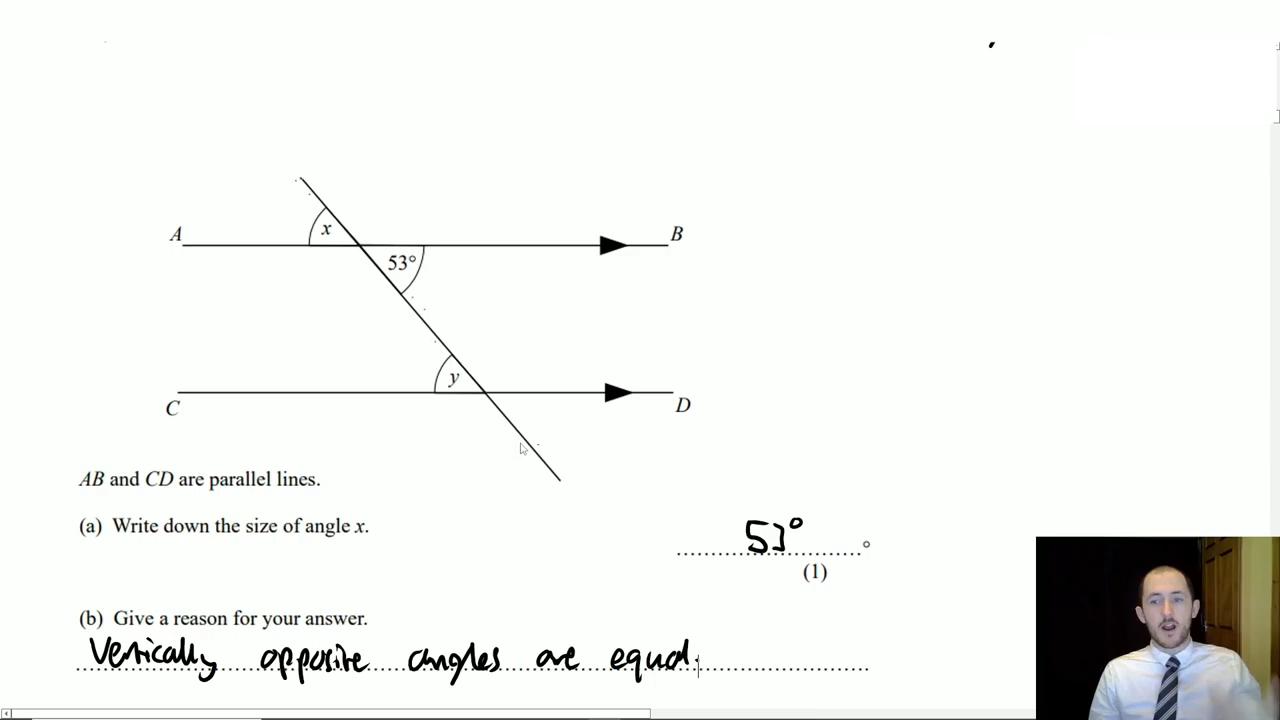 x
A
B
53°
y
C
D
AB and CD are parallel lines.
(a) Write down the size of angle x.
53°
....................................°
(1)
(b) Give a reason for your answer.
Vertically opposite angles are equal.